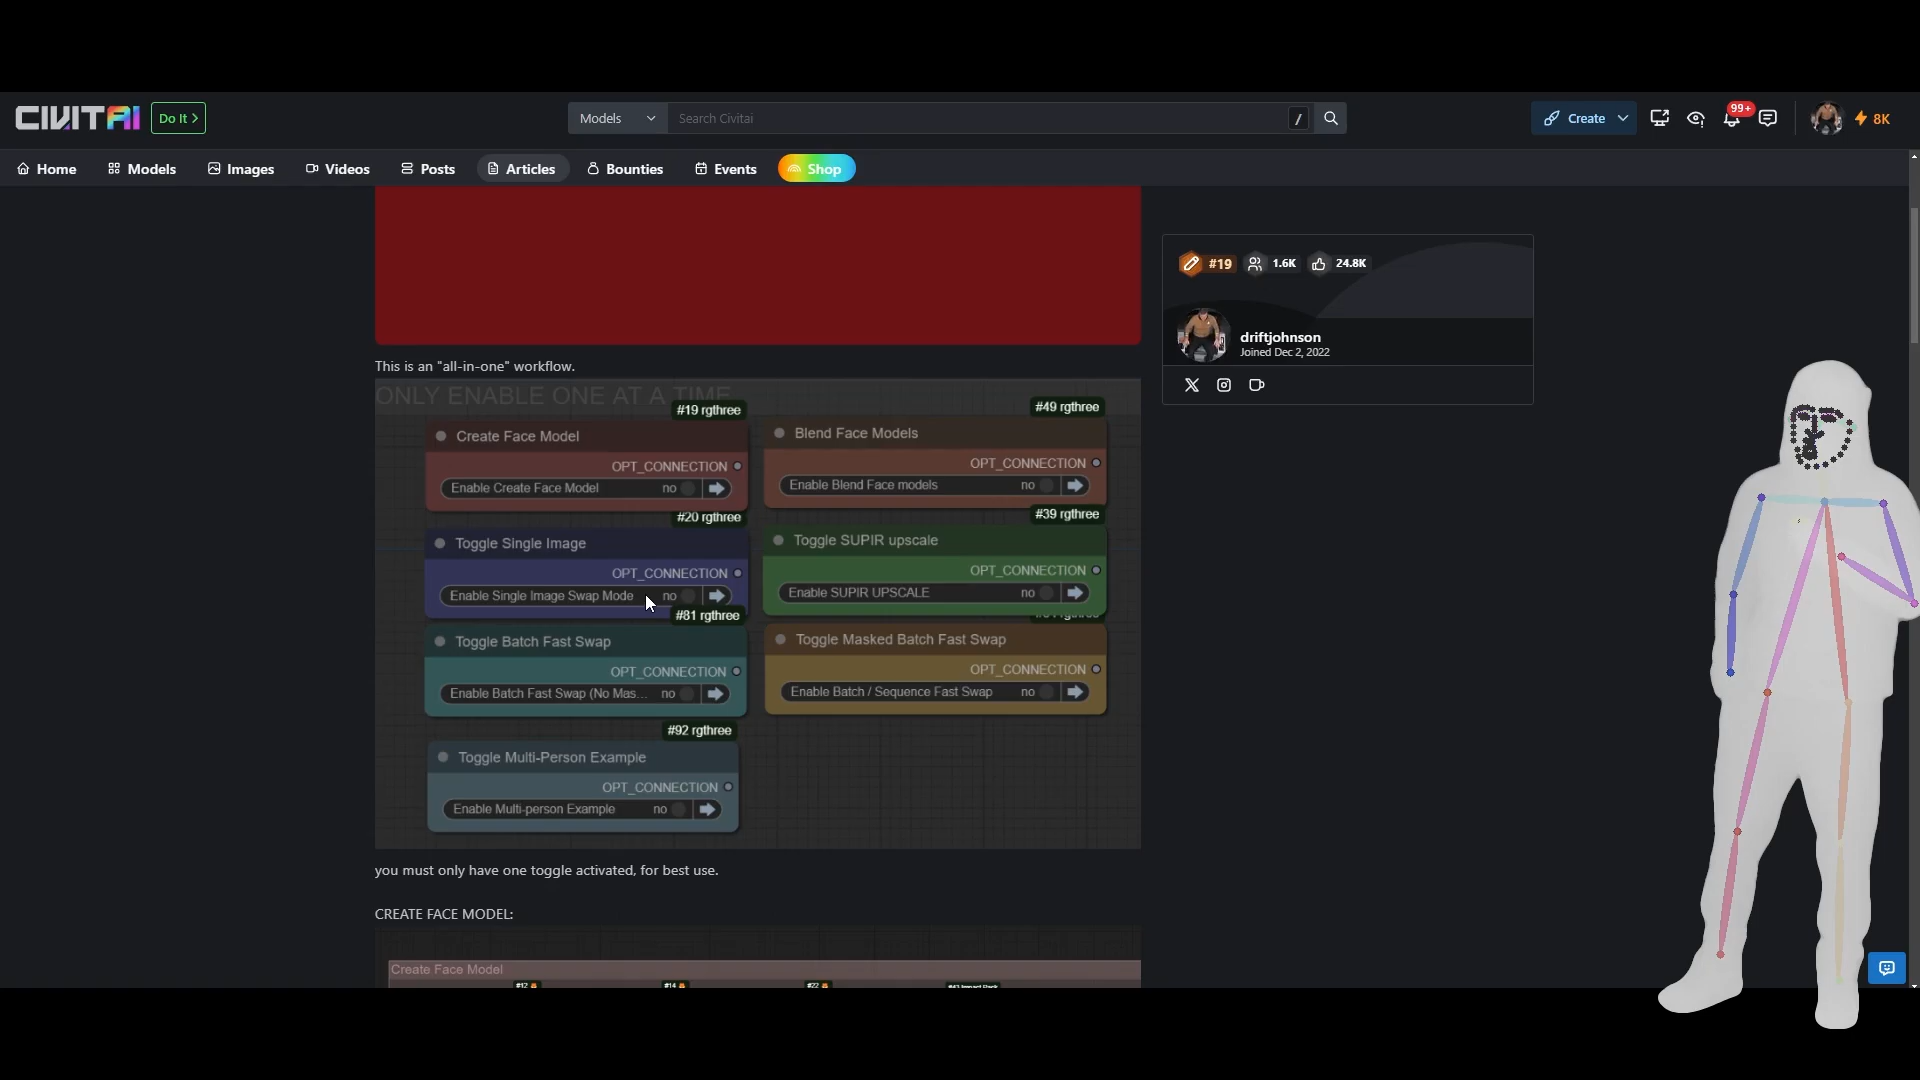 CIVITAI
Do It >
Models
Search Civitai
/
Create
99+
8K
Home
Models
Images
Videos
Posts
Articles
Bounties
Events
Shop
#19
1.6K
24.8K
driftjohnson
Joined Dec 2, 2022
This is an "all-in-one" workflow.
ONLY ENABLE ONE AT A TIME
#19 rgthree
Create Face Model
OPT_CONNECTION
Enable Create Face Model no
#49 rgthree
Blend Face Models
OPT_CONNECTION
Enable Blend Face models no
#20 rgthree
Toggle Single Image
OPT_CONNECTION
Enable Single Image Swap Mode no
#39 rgthree
Toggle SUPIR upscale
OPT_CONNECTION
Enable SUPIR UPSCALE no
#81 rgthree
Toggle Batch Fast Swap
OPT_CONNECTION
Enable Batch Fast Swap (No Mas... no
Toggle Masked Batch Fast Swap
OPT_CONNECTION
Enable Batch / Sequence Fast Swap no
#92 rgthree
Toggle Multi-Person Example
OPT_CONNECTION
Enable Multi-person Example no
you must only have one toggle activated, for best use.
CREATE FACE MODEL:
Create Face Model